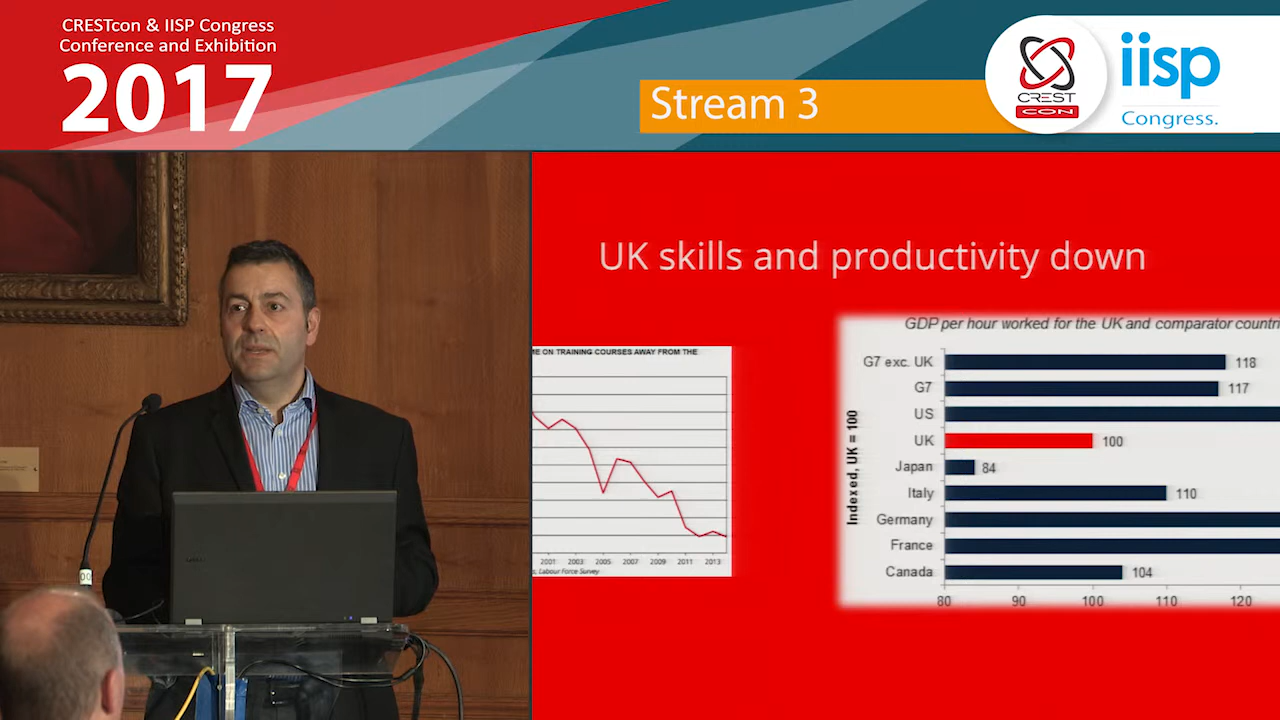 CRESTcon & IISP Congress
Conference and Exhibition
2017
Stream 3
CREST
CON
iisp
Congress.
UK skills and productivity down
ME ON TRAINING COURSES AWAY FROM THE
2001 2003 2005 2007 2009 2011 2013
Labour Force Survey
GDP per hour worked for the UK and comparator countri
Indexed, UK = 100
G7 exc. UK 118
G7 117
US
UK 100
Japan 84
Italy 110
Germany
France
Canada 104
80 90 100 110 120